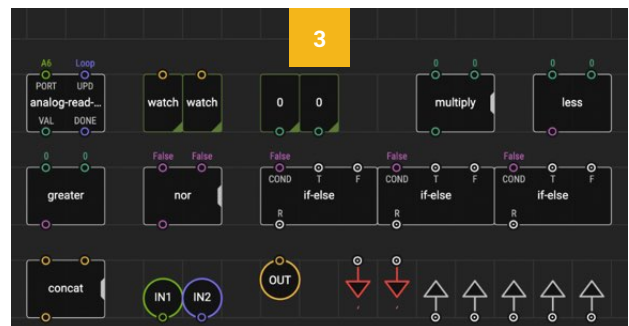 3
A6 Loop 0 0 0 0
PORT UPD
analog-read-... watch watch 0 0 multiply less
VAL DONE
0 0 False False False False False
COND T F COND T F COND T F
greater nor if-else if-else if-else
R R R
concat IN1 IN2 OUT